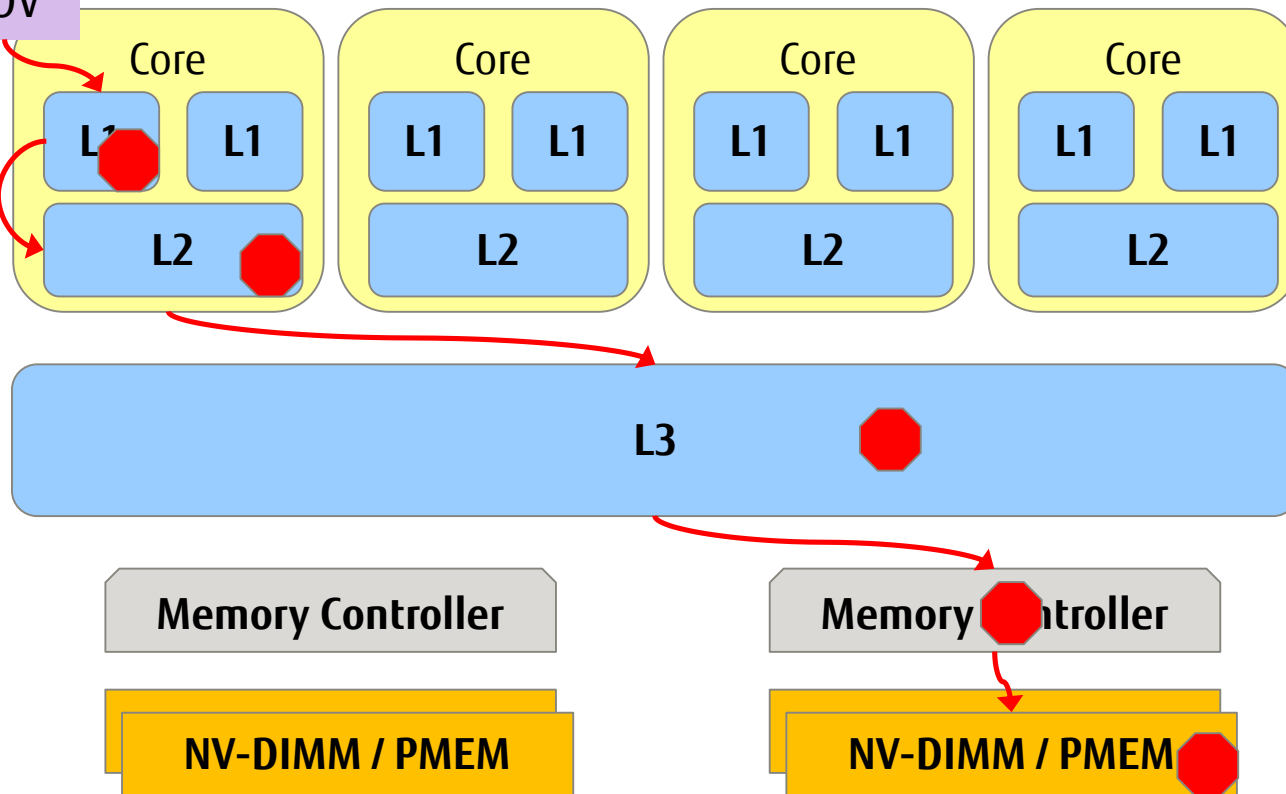 Core Core Core Core
L1 L1 L1 L1 L1 L1 L1
L2 L2 L2 L2
L3
Memory Controller
Memory
NV-DIMM / PMEM NV-DIMM / PMEM